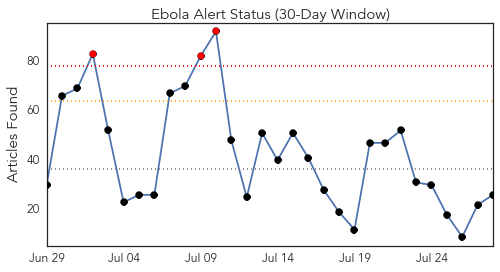 Ebola Alert Status (30-Day Window)
Articles Found
80
60
40
20
Jun 29 Jul 04 Jul 09 Jul 14 Jul 19 Jul 24